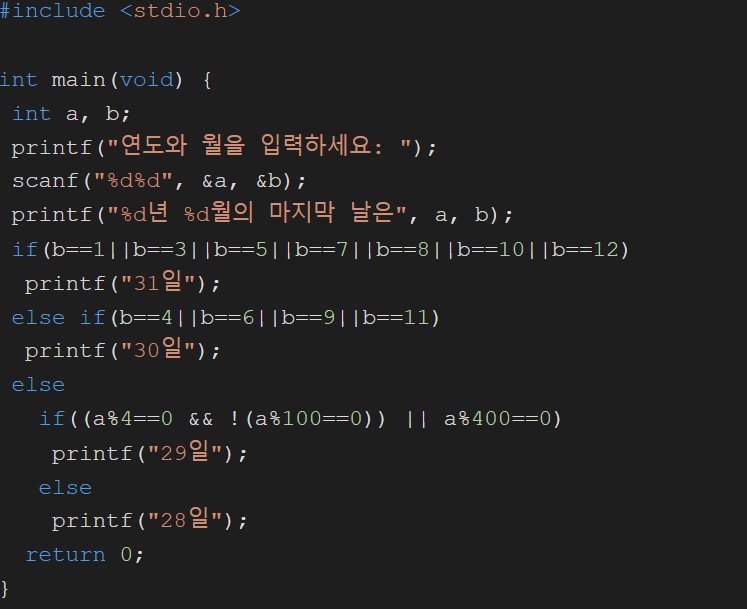 #include <stdio.h>

int main(void) {
 int a, b;
 printf("연도와 월을 입력하세요: ");
 scanf("%d%d", &a, &b);
 printf("%d년 %d월의 마지막 날은", a, b);
 if(b==1||b==3||b==5||b==7||b==8||b==10||b==12)
  printf("31일");
 else if(b==4||b==6||b==9||b==11)
  printf("30일");
 else
   if((a%4==0 && !(a%100==0)) || a%400==0)
    printf("29일");
   else
    printf("28일");
  return 0;
}